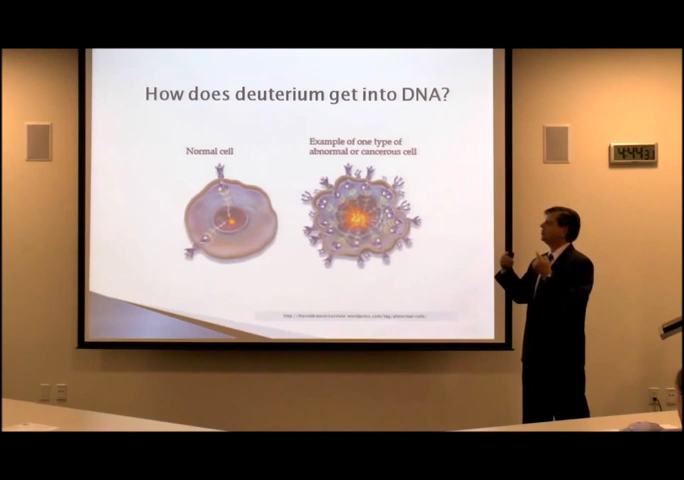 How does deuterium get into DNA?
Normal cell
Example of one type of
abnormal or cancerous cell
4:44